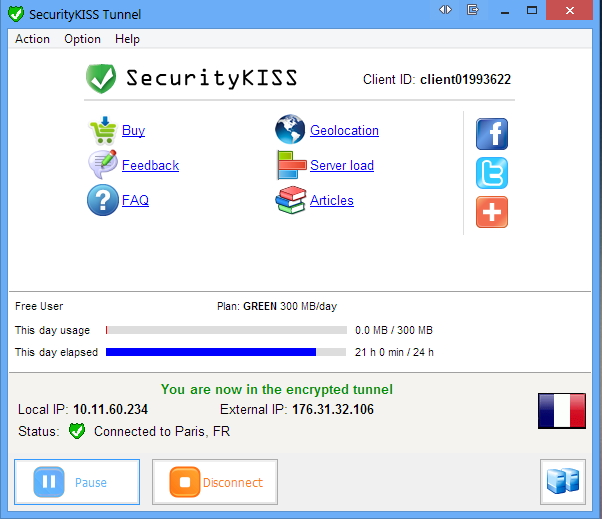 SecurityKISS Tunnel
Action Option Help
SecurityKISS Client ID: client01993622
Buy Geolocation
Feedback Server load
FAQ Articles
Free User Plan: GREEN 300 MB/day
This day usage 0.0 MB / 300 MB
This day elapsed 21 h 0 min / 24 h
You are now in the encrypted tunnel
Local IP: 10.11.60.234 External IP: 176.31.32.106
Status: Connected to Paris, FR
Pause Disconnect